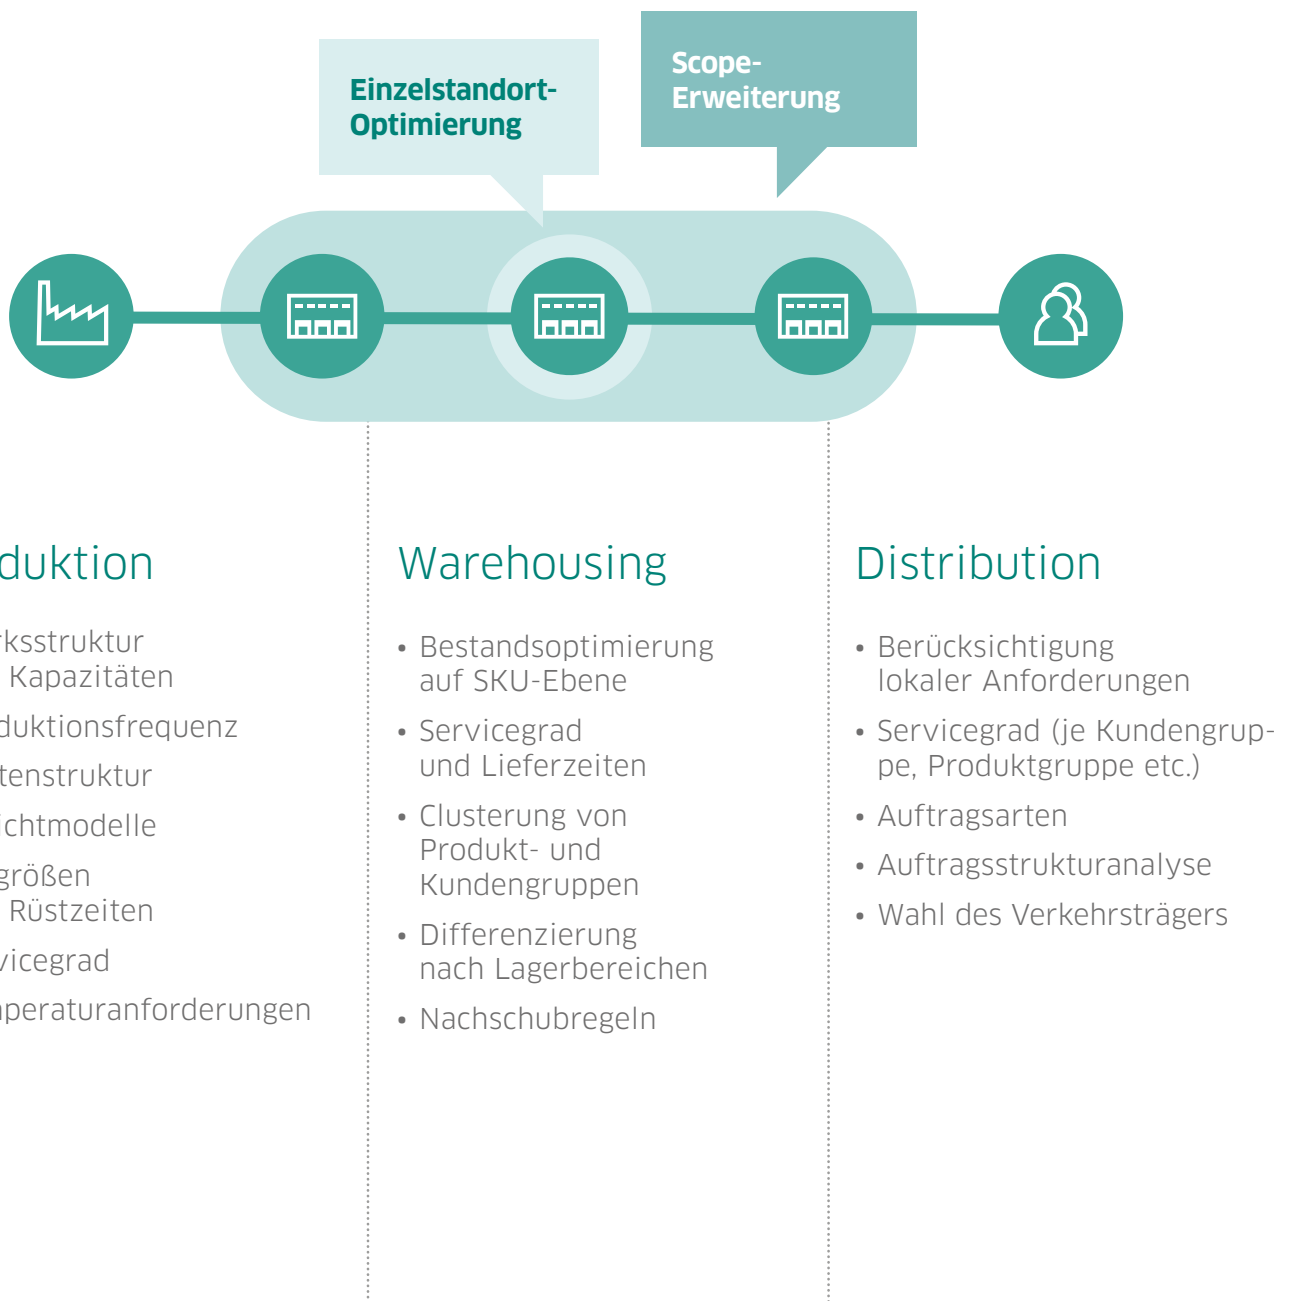 Einzelstandort-
Optimierung
Scope-
Erweiterung
duktion
rksstruktur
Kapazitäten
duktionsfrequenz
tenstruktur
ichtmodelle
größen
Rüstzeiten
vicegrad
peraturanforderungen
Warehousing
• Bestandsoptimierung
auf SKU-Ebene
• Servicegrad
und Lieferzeiten
• Clusterung von
Produkt- und
Kundengruppen
• Differenzierung
nach Lagerbereichen
• Nachschubregeln
Distribution
• Berücksichtigung
lokaler Anforderungen
• Servicegrad (je Kundengrup-
pe, Produktgruppe etc.)
• Auftragsarten
• Auftragsstrukturanalyse
• Wahl des Verkehrsträgers